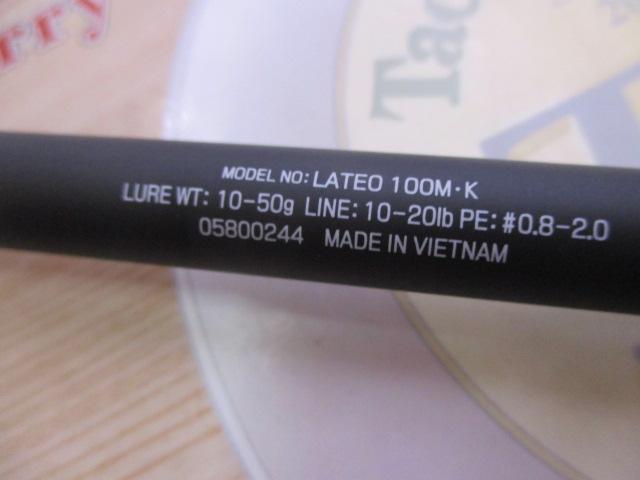 MODEL NO: LATEO 100M·K
LURE WT: 10-50g LINE: 10-20lb PE: #0.8-2.0
05800244 MADE IN VIETNAM